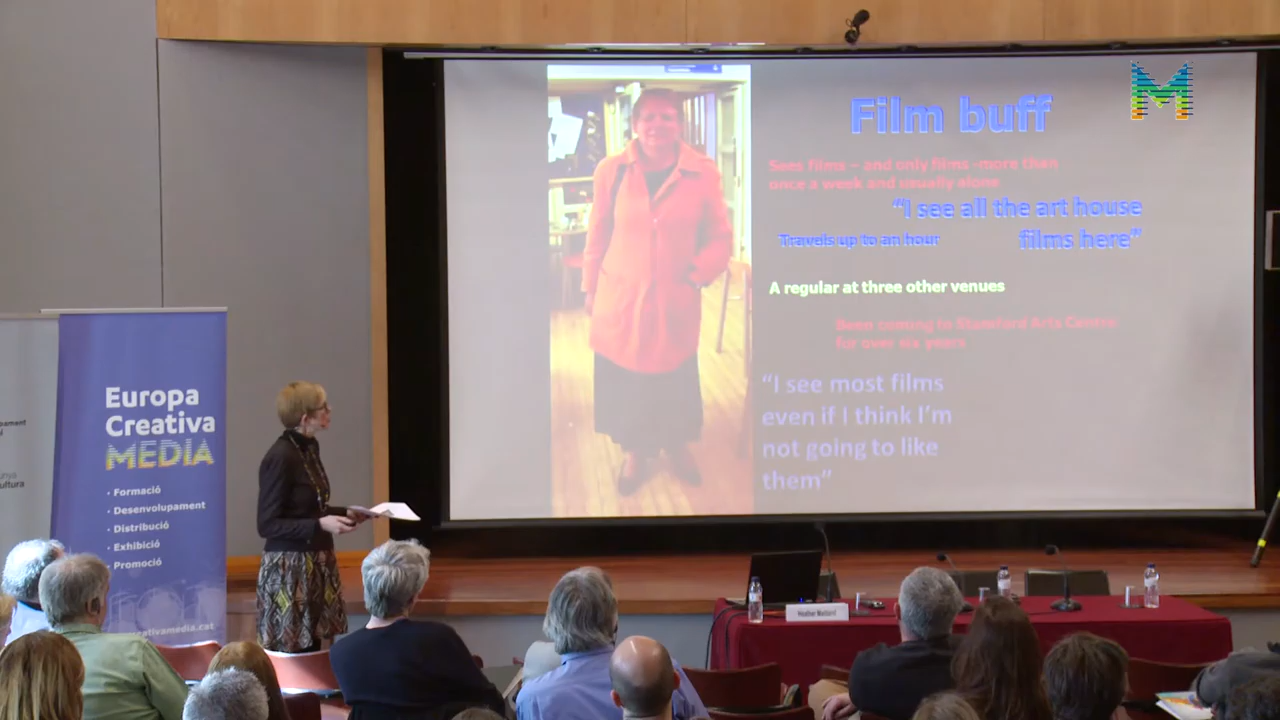 Film buff
Sees films – and only films -more than
once a week and usually alone
“I see all the art house
films here”
Travels up to an hour
A regular at three other venues
Been coming to Stamford Arts Centre
for over six years
“I see most films
even if I think I’m
not going to like
them”
Europa
Creativa
MEDIA
· Formació
· Desenvolupament
· Distribució
· Exhibició
· Promoció
M